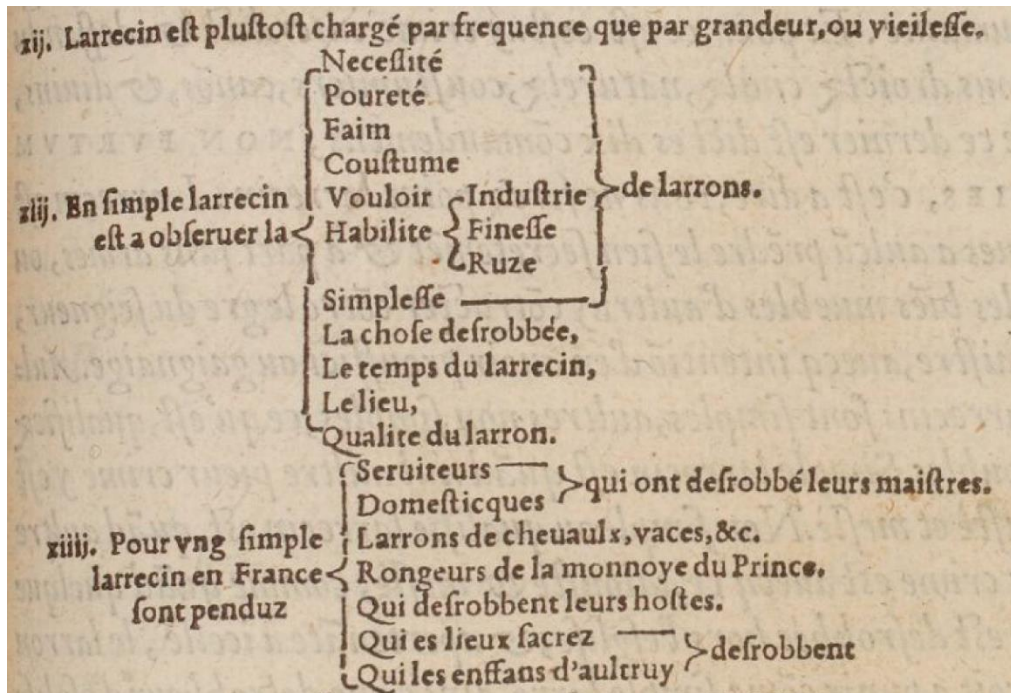 xij. Larrecin eſt pluſtoſt chargé par frequence que par grandeur, ou vieileſſe.
Neceſſité
Poureté
Faim
Couſtume
xlij. En ſimple larrecin Vouloir Induſtrie de larrons.
eſt a obſeruer la Habilite Fineſſe
Ruze
Simpleſſe
La choſe deſrobbée,
Le temps du larrecin,
Le lieu,
Qualite du larron.
Seruiteurs qui ont deſrobbé leurs maiſtres.
Domeſticques
xiiij. Pour vng ſimple Larrons de cheuaulx, vaces, &c.
larrecin en France Rongeurs de la monnoye du Prince.
ſont penduz Qui deſrobbent leurs hoſtes.
Qui es lieux ſacrez deſrobbent
Qui les enffans d'aultruy